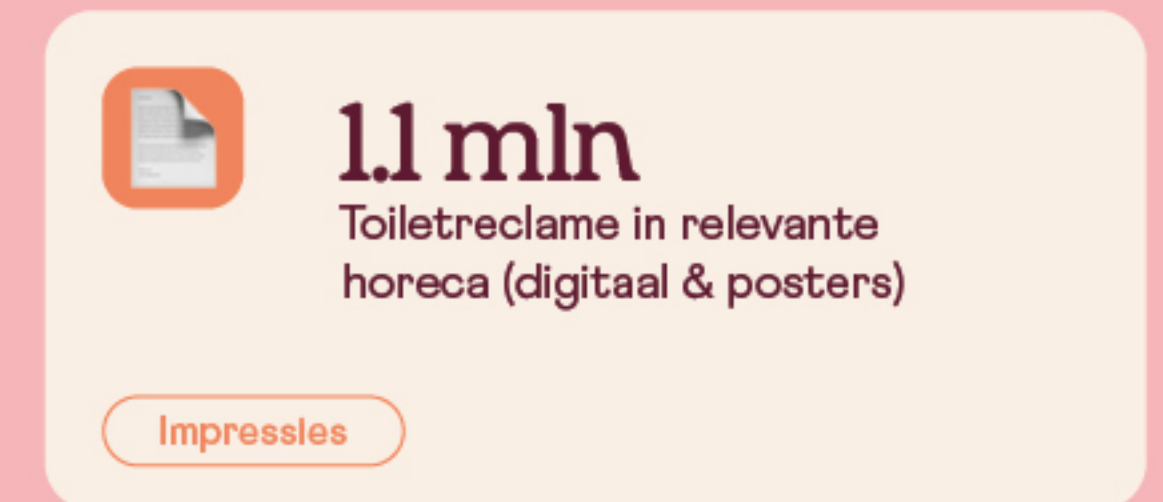 1.1 mln
Toiletreclame in relevante
horeca (digitaal & posters)
Impressies